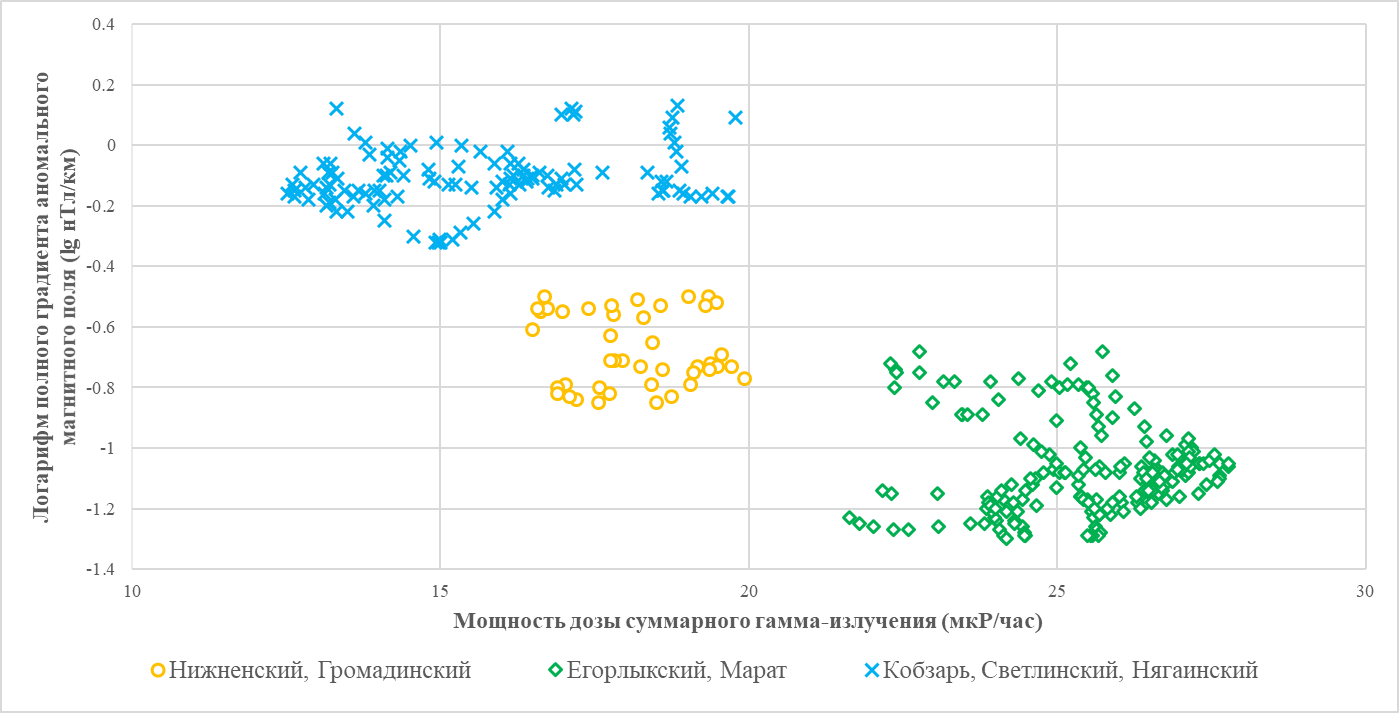 Логарифм полного градиента аномального
магнитного поля (lg нТл/км)
0.4
0.2
0
-0.2
-0.4
-0.6
-0.8
-1
-1.2
-1.4
10
15
20
25
30
Мощность дозы суммарного гамма-излучения (мкР/час)
Нижненский, Громадинский
Егорлыкский, Марат
Кобзарь, Светлинский, Нягаинский